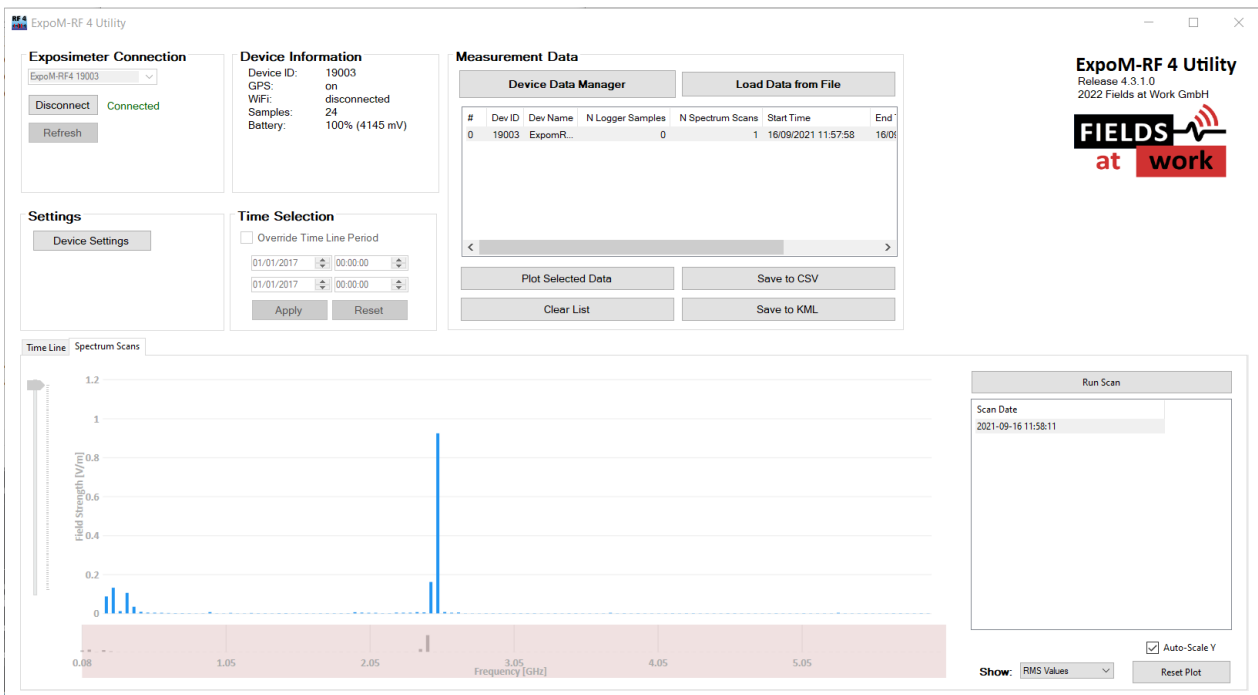 RF 4 ExpoM-RF 4 Utility
Exposimeter Connection
ExpoM-RF4 19003
Disconnect Connected
Refresh
Device Information
Device ID: 19003
GPS: on
WiFi: disconnected
Samples: 24
Battery: 100% (4145 mV)
Measurement Data
Device Data Manager Load Data from File
# Dev ID Dev Name N Logger Samples N Spectrum Scans Start Time End
0 19003 ExpomR... 0 1 16/09/2021 11:57:58 16/09
Plot Selected Data Save to CSV
Clear List Save to KML
ExpoM-RF 4 Utility
Release 4.3.1.0
2022 Fields at Work GmbH
FIELDS
at work
Settings
Device Settings
Time Selection
Override Time Line Period
01/01/2017 00:00:00
01/01/2017 00:00:00
Apply Reset
Time Line Spectrum Scans
1.2
1
0.8
0.6
0.4
0.2
0
Field Strength [V/m]
0.08 1.05 2.05 3.05 4.05 5.05
Frequency [GHz]
Run Scan
Scan Date
2021-09-16 11:58:11
Auto-Scale Y
Show: RMS Values Reset Plot